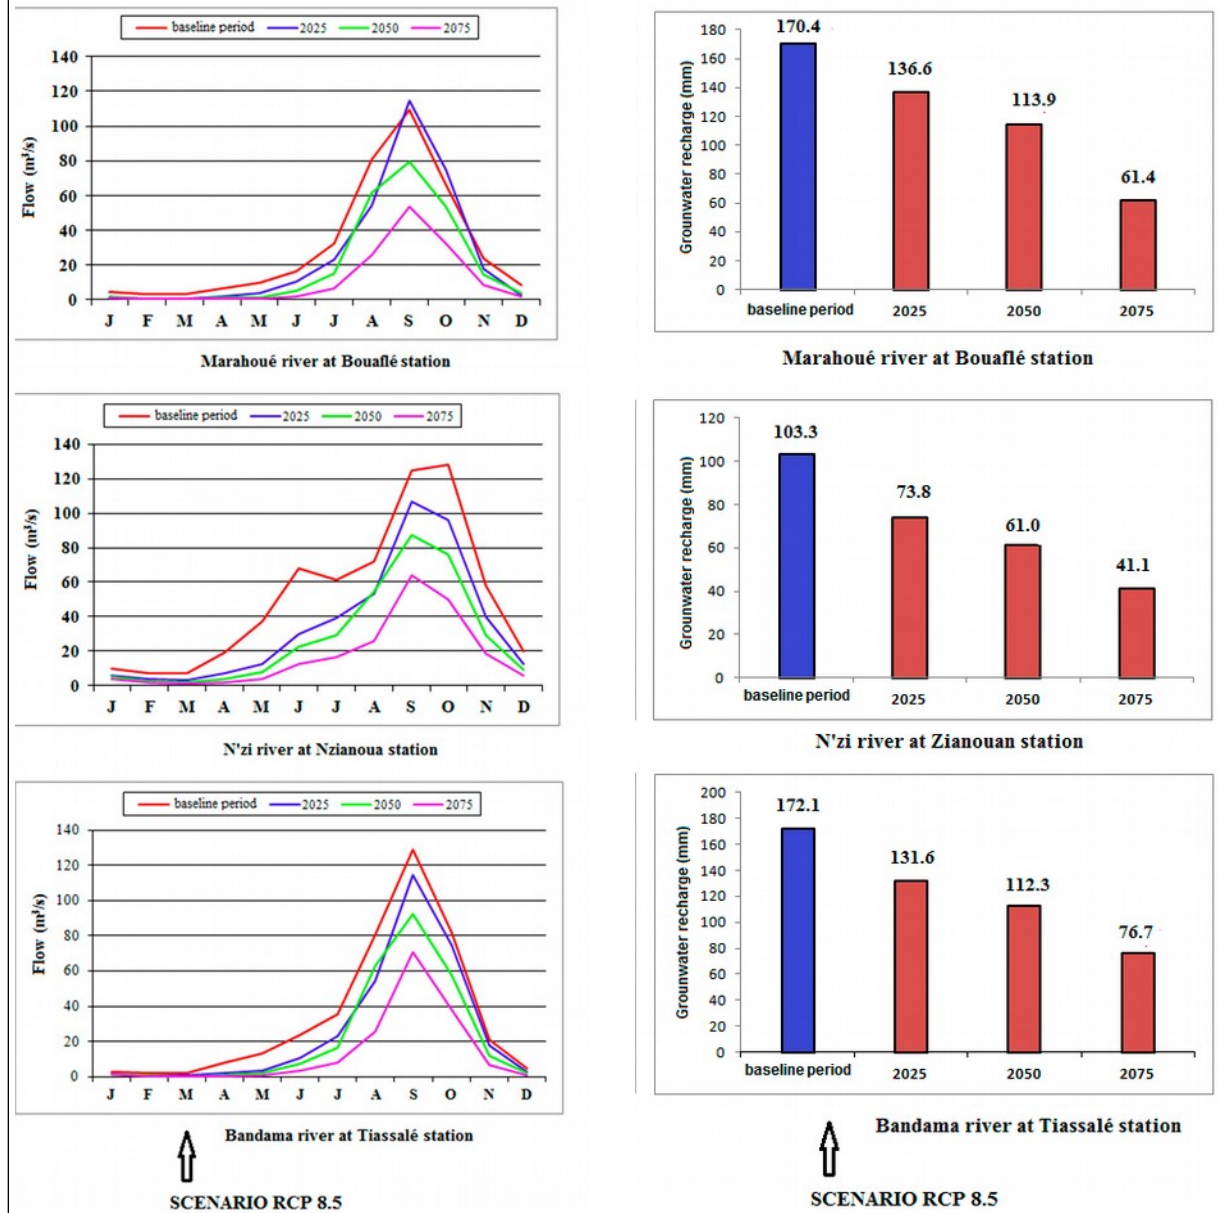 baseline period 2025 2050 2075
140
120
100
80
60
40
20
0
Flow (m³/s)
J F M A M J J A S O N D
Marahoué river at Bouaflé station
180
160
140
120
100
80
60
40
20
0
Grounwater recharge (mm)
170.4
136.6
113.9
61.4
baseline period 2025 2050 2075
Marahoué river at Bouaflé station
baseline period 2025 2050 2075
140
120
100
80
60
40
20
0
Flow (m³/s)
J F M A M J J A S O N D
N'zi river at Nzianoua station
120
100
80
60
40
20
0
Grounwater recharge (mm)
103.3
73.8
61.0
41.1
baseline period 2025 2050 2075
N'zi river at Zianouan station
baseline period 2025 2050 2075
140
120
100
80
60
40
20
0
Flow (m³/s)
J F M A M J J A S O N D
Bandama river at Tiassalé station
SCENARIO RCP 8.5
200
180
160
140
120
100
80
60
40
20
0
Grounwater recharge (mm)
172.1
131.6
112.3
76.7
baseline period 2025 2050 2075
Bandama river at Tiassalé station
SCENARIO RCP 8.5